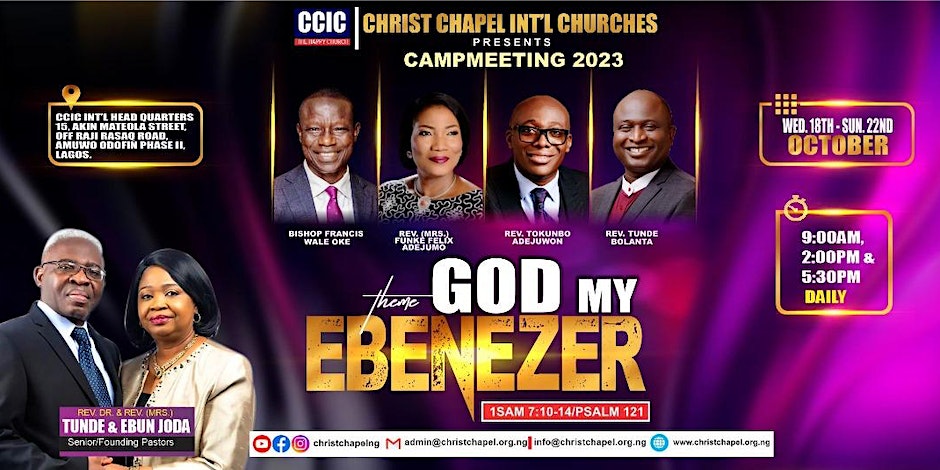 CCIC
THE HAPPY CHURCH
CHRIST CHAPEL INT'L CHURCHES
PRESENTS
CAMPMEETING 2023
CCIC INT'L HEAD QUARTERS
15, AKIN MATEOLA STREET,
OFF RAJI RASAQ ROAD,
AMUWO ODOFIN PHASE II,
LAGOS.
BISHOP FRANCIS
WALE OKE
REV. (MRS.)
FUNKE FELIX
ADEJUMO
REV. TOKUNBO
ADEJUWON
REV. TUNDE
BOLANTA
WED. 18TH - SUN. 22ND
OCTOBER
9:00AM,
2:00PM &
5:30PM
DAILY
theme
GOD MY
EBENEZER
1SAM 7:10-14/PSALM 121
REV. DR. & REV. (MRS.)
TUNDE & EBUN JODA
Senior/Founding Pastors
christchapelng
admin@christchapel.org.ng | info@christchapel.org.ng
www.christchapel.org.ng